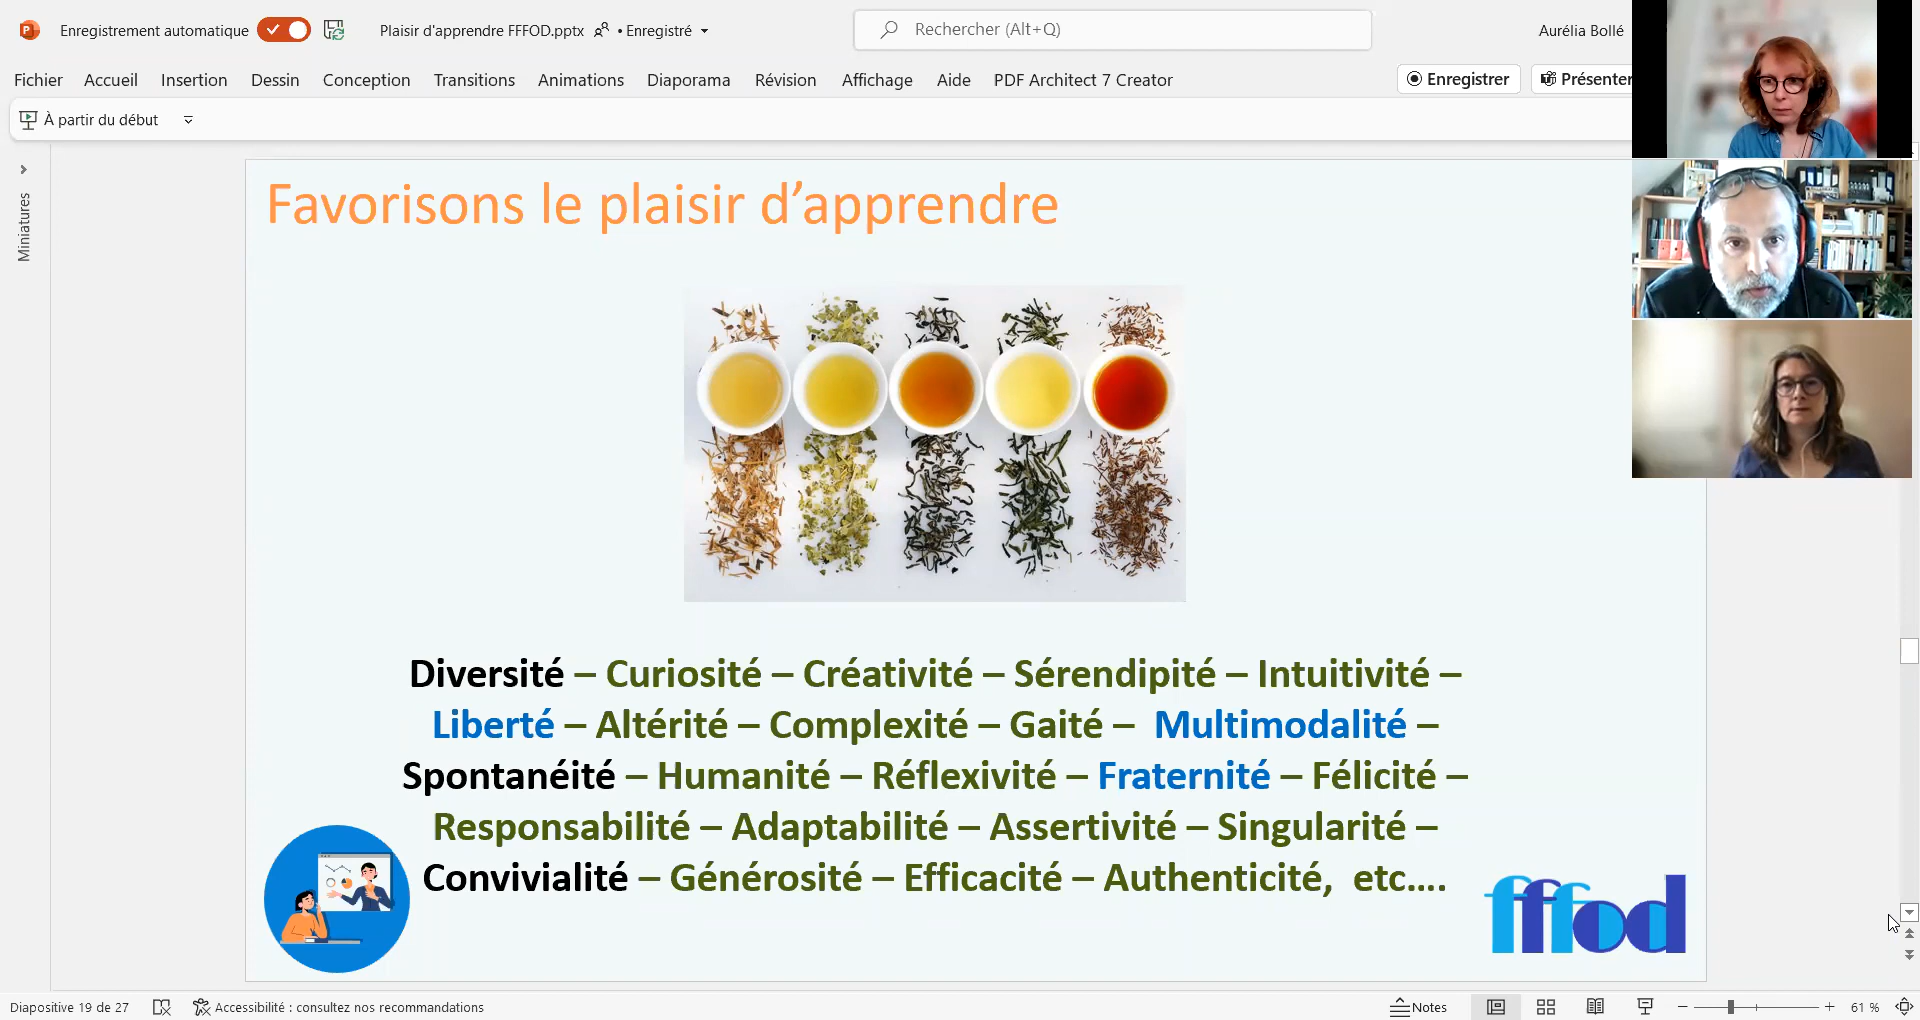 Enregistrement automatique
Plaisir d'apprendre FFFOD.pptx • Enregistré
Rechercher (Alt+Q)
Aurélia Bollé
Fichier Accueil Insertion Dessin Conception Transitions Animations Diaporama Révision Affichage Aide PDF Architect 7 Creator
Enregistrer
Présenter
À partir du début
Miniatures
Favorisons le plaisir d’apprendre
Diversité – Curiosité – Créativité – Sérendipité – Intuitivité –
Liberté – Altérité – Complexité – Gaité – Multimodalité –
Spontanéité – Humanité – Réflexivité – Fraternité – Félicité –
Responsabilité – Adaptabilité – Assertivité – Singularité –
Convivialité – Générosité – Efficacité – Authenticité, etc….
fffod
Diapositive 19 de 27
Accessibilité : consultez nos recommandations
Notes
61 %